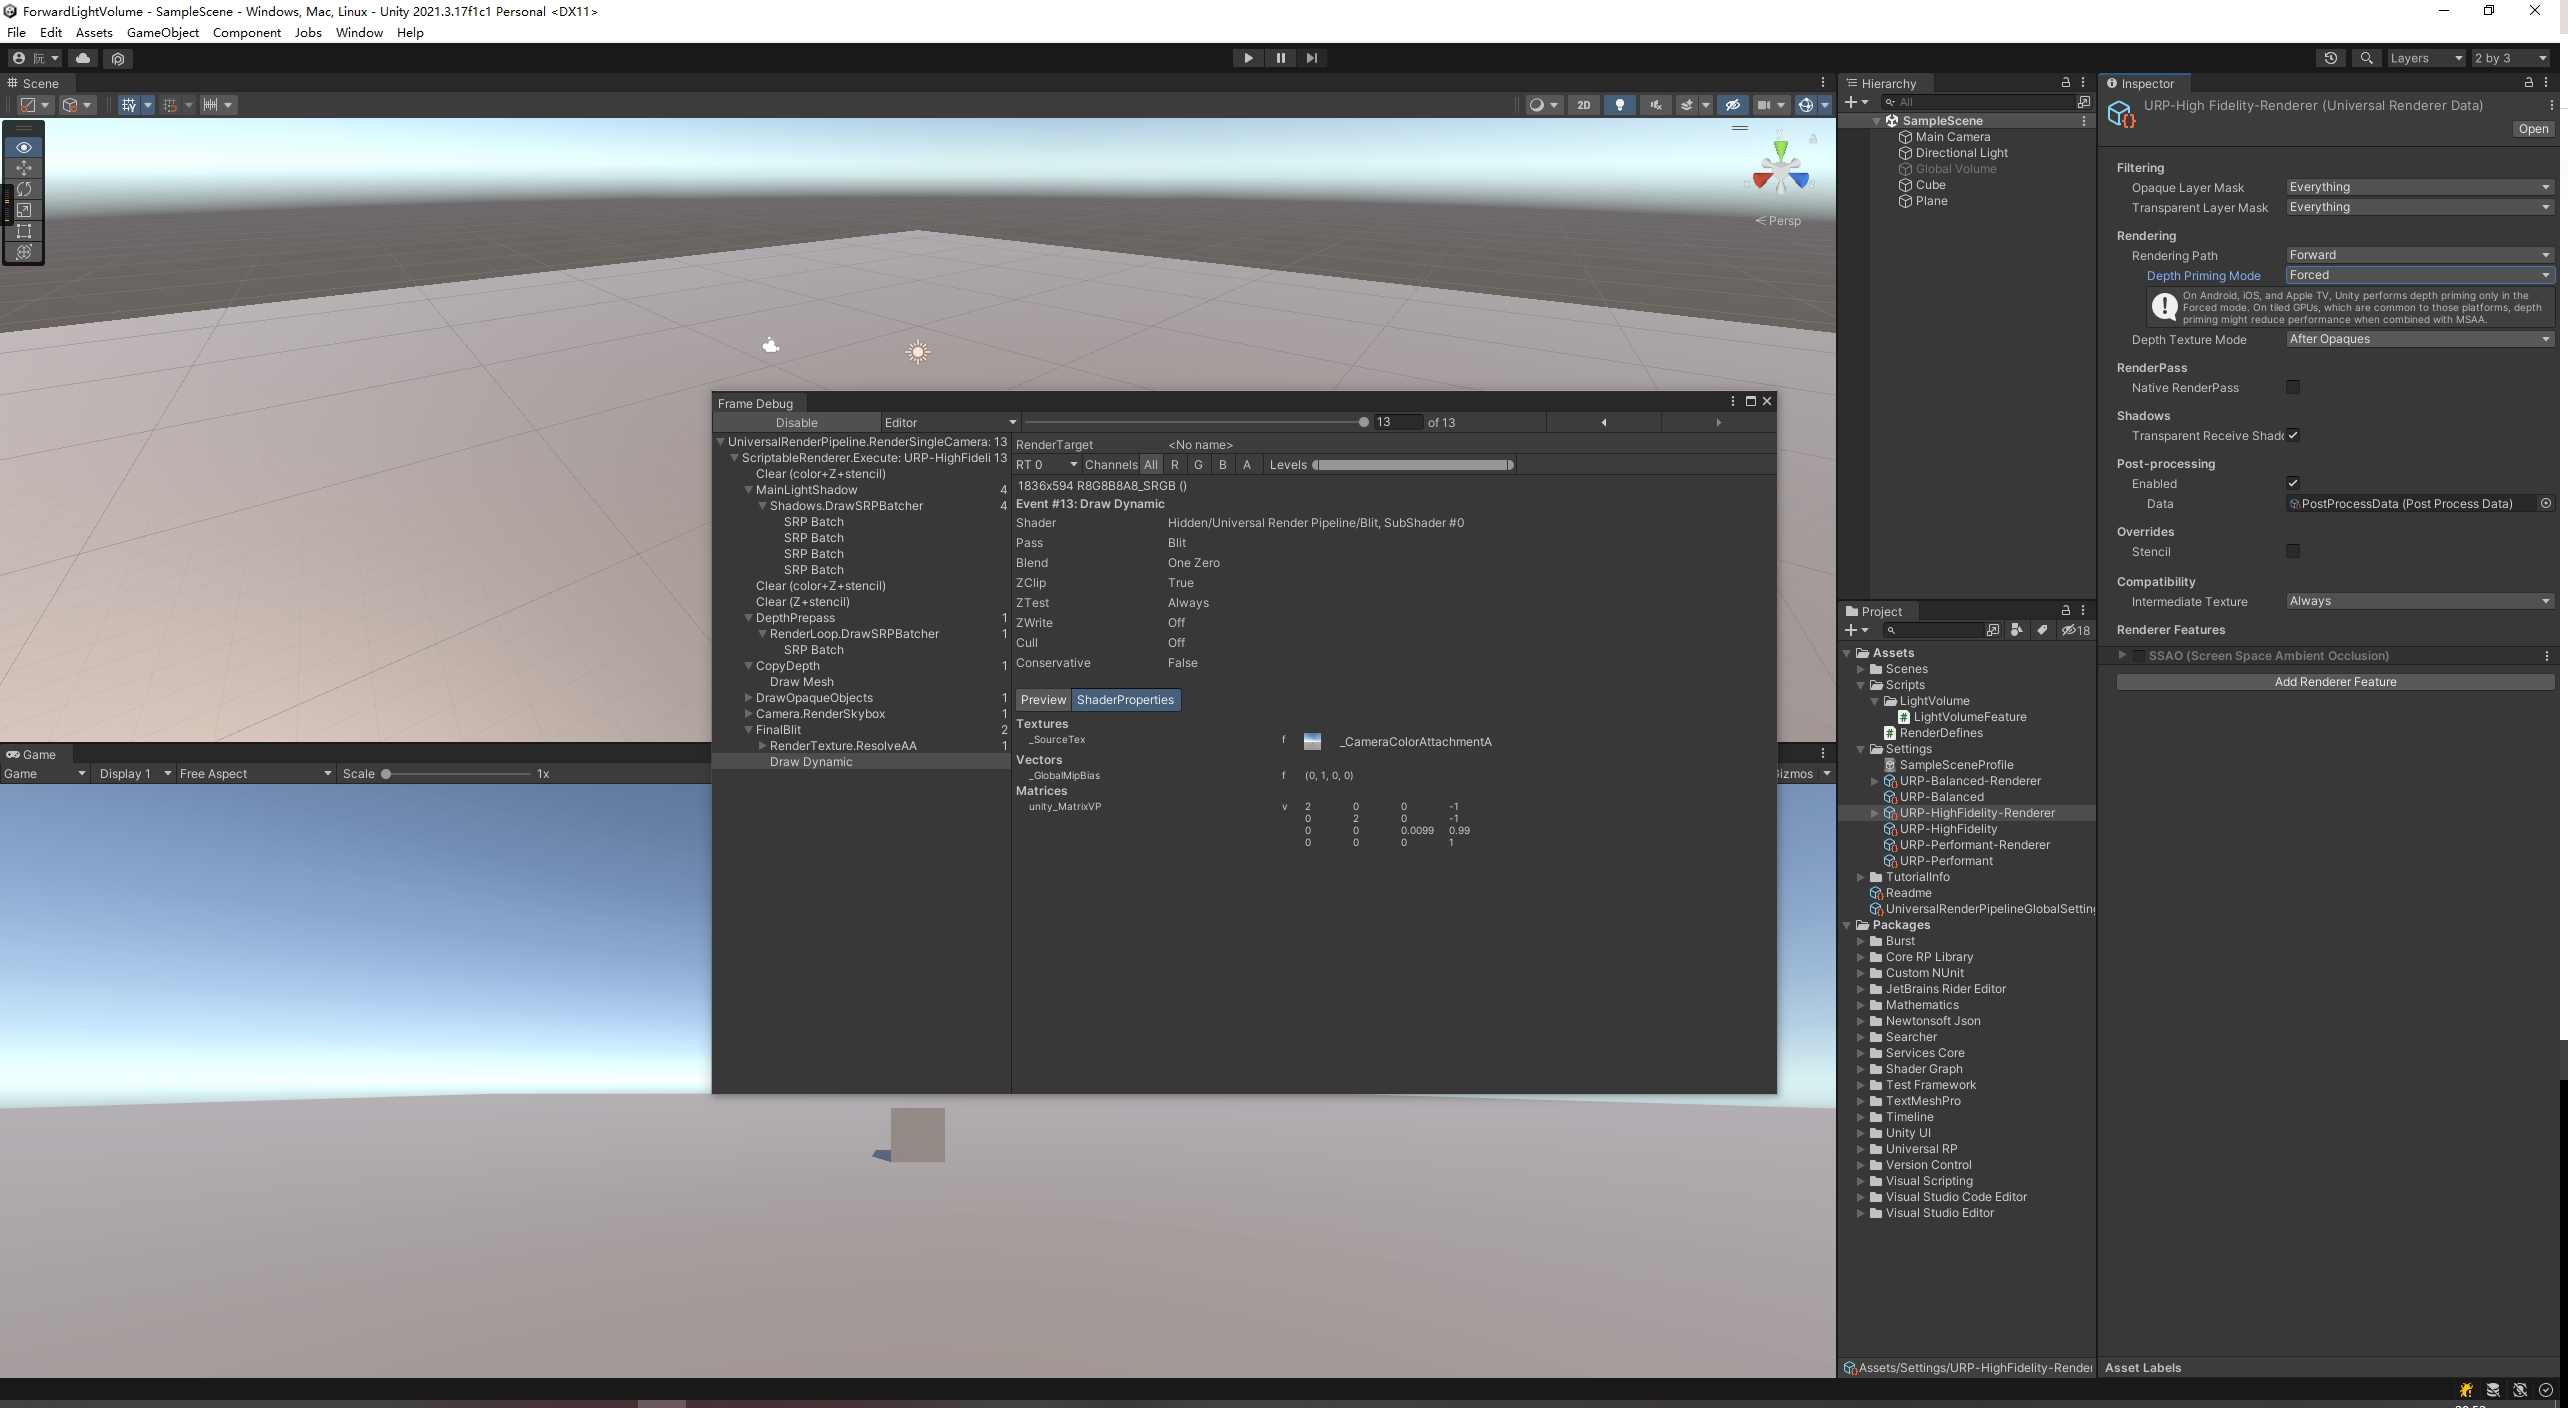 ForwardLightVolume - SampleScene - Windows, Mac, Linux - Unity 2021.3.17f1c1 Personal <DX11>
File Edit Assets GameObject Component Jobs Window Help
阮
Layers 2 by 3
Scene
2D
Persp
Hierarchy
All
SampleScene
Main Camera
Directional Light
Global Volume
Cube
Plane
Inspector
URP-High Fidelity-Renderer (Universal Renderer Data)
Open
Filtering
Opaque Layer Mask Everything
Transparent Layer Mask Everything
Rendering
Rendering Path Forward
Depth Priming Mode Forced
On Android, iOS, and Apple TV, Unity performs depth priming only in the
Forced mode. On tiled GPUs, which are common to those platforms, depth
priming might reduce performance when combined with MSAA.
Depth Texture Mode After Opaques
RenderPass
Native RenderPass
Shadows
Transparent Receive Shado
Post-processing
Enabled
Data PostProcessData (Post Process Data)
Overrides
Stencil
Compatibility
Intermediate Texture Always
Renderer Features
SSAO (Screen Space Ambient Occlusion)
Add Renderer Feature
Asset Labels
Frame Debug
Disable Editor 13 of 13
UniversalRenderPipeline.RenderSingleCamera: 13
ScriptableRenderer.Execute: URP-HighFideli 13
Clear (color+Z+stencil)
MainLightShadow 4
Shadows.DrawSRPBatcher 4
SRP Batch
SRP Batch
SRP Batch
SRP Batch
Clear (color+Z+stencil)
Clear (Z+stencil)
DepthPrepass 1
RenderLoop.DrawSRPBatcher 1
SRP Batch
CopyDepth 1
Draw Mesh
DrawOpaqueObjects 1
Camera.RenderSkybox 1
FinalBlit 2
RenderTexture.ResolveAA 1
Draw Dynamic
RenderTarget <No name>
RT 0 Channels All R G B A Levels
1836x594 R8G8B8A8_SRGB ()
Event #13: Draw Dynamic
Shader Hidden/Universal Render Pipeline/Blit, SubShader #0
Pass Blit
Blend One Zero
ZClip True
ZTest Always
ZWrite Off
Cull Off
Conservative False
Preview ShaderProperties
Textures
_SourceTex f _CameraColorAttachmentA
Vectors
_GlobalMipBias f (0, 1, 0, 0)
Matrices
unity_MatrixVP v 2 0 0 -1
0 2 0 -1
0 0 0.0099 0.99
0 0 0 1
Game
Game Display 1 Free Aspect Scale 1x
izmos
Project
18
Assets
Scenes
Scripts
LightVolume
LightVolumeFeature
RenderDefines
Settings
SampleSceneProfile
URP-Balanced-Renderer
URP-Balanced
URP-HighFidelity-Renderer
URP-HighFidelity
URP-Performant-Renderer
URP-Performant
TutorialInfo
Readme
UniversalRenderPipelineGlobalSetting
Packages
Burst
Core RP Library
Custom NUnit
JetBrains Rider Editor
Mathematics
Newtonsoft Json
Searcher
Services Core
Shader Graph
Test Framework
TextMeshPro
Timeline
Unity UI
Universal RP
Version Control
Visual Scripting
Visual Studio Code Editor
Visual Studio Editor
Assets/Settings/URP-HighFidelity-Render